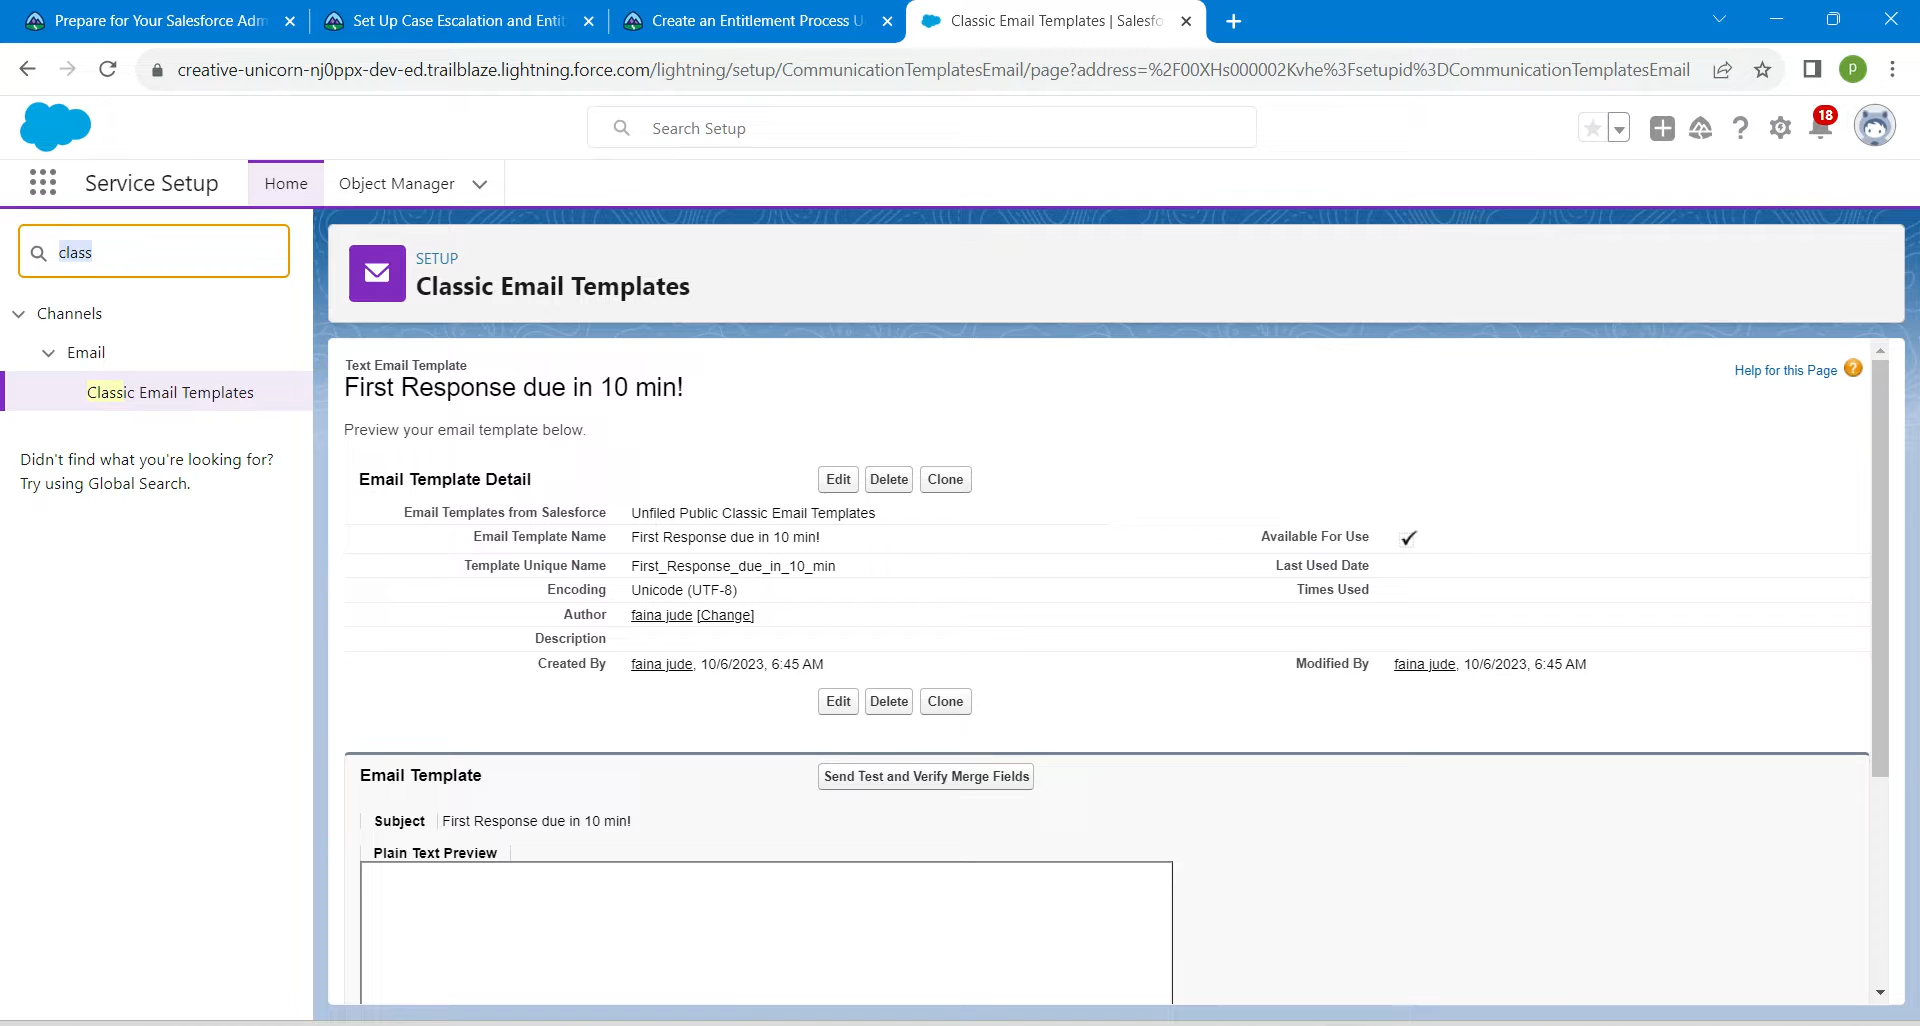 Prepare for Your Salesforce Adm
Set Up Case Escalation and Entit
Create an Entitlement Process U
Classic Email Templates | Salesfo
creative-unicorn-nj0ppx-dev-ed.trailblaze.lightning.force.com/lightning/setup/CommunicationTemplatesEmail/page?address=%2F00XHs000002Kvhe%3Fsetupid%3DCommunicationTemplatesEmail
p
Search Setup
18
Service Setup
Home
Object Manager
class
Channels
Email
Classic Email Templates
Didn't find what you're looking for?
Try using Global Search.
SETUP
Classic Email Templates
Text Email Template
First Response due in 10 min!
Help for this Page
Preview your email template below.
Email Template Detail
Edit Delete Clone
Email Templates from Salesforce Unfiled Public Classic Email Templates
Email Template Name First Response due in 10 min! Available For Use
Template Unique Name First_Response_due_in_10_min Last Used Date
Encoding Unicode (UTF-8) Times Used
Author faina jude [Change]
Description
Created By faina jude, 10/6/2023, 6:45 AM Modified By faina jude, 10/6/2023, 6:45 AM
Edit Delete Clone
Email Template
Send Test and Verify Merge Fields
Subject First Response due in 10 min!
Plain Text Preview